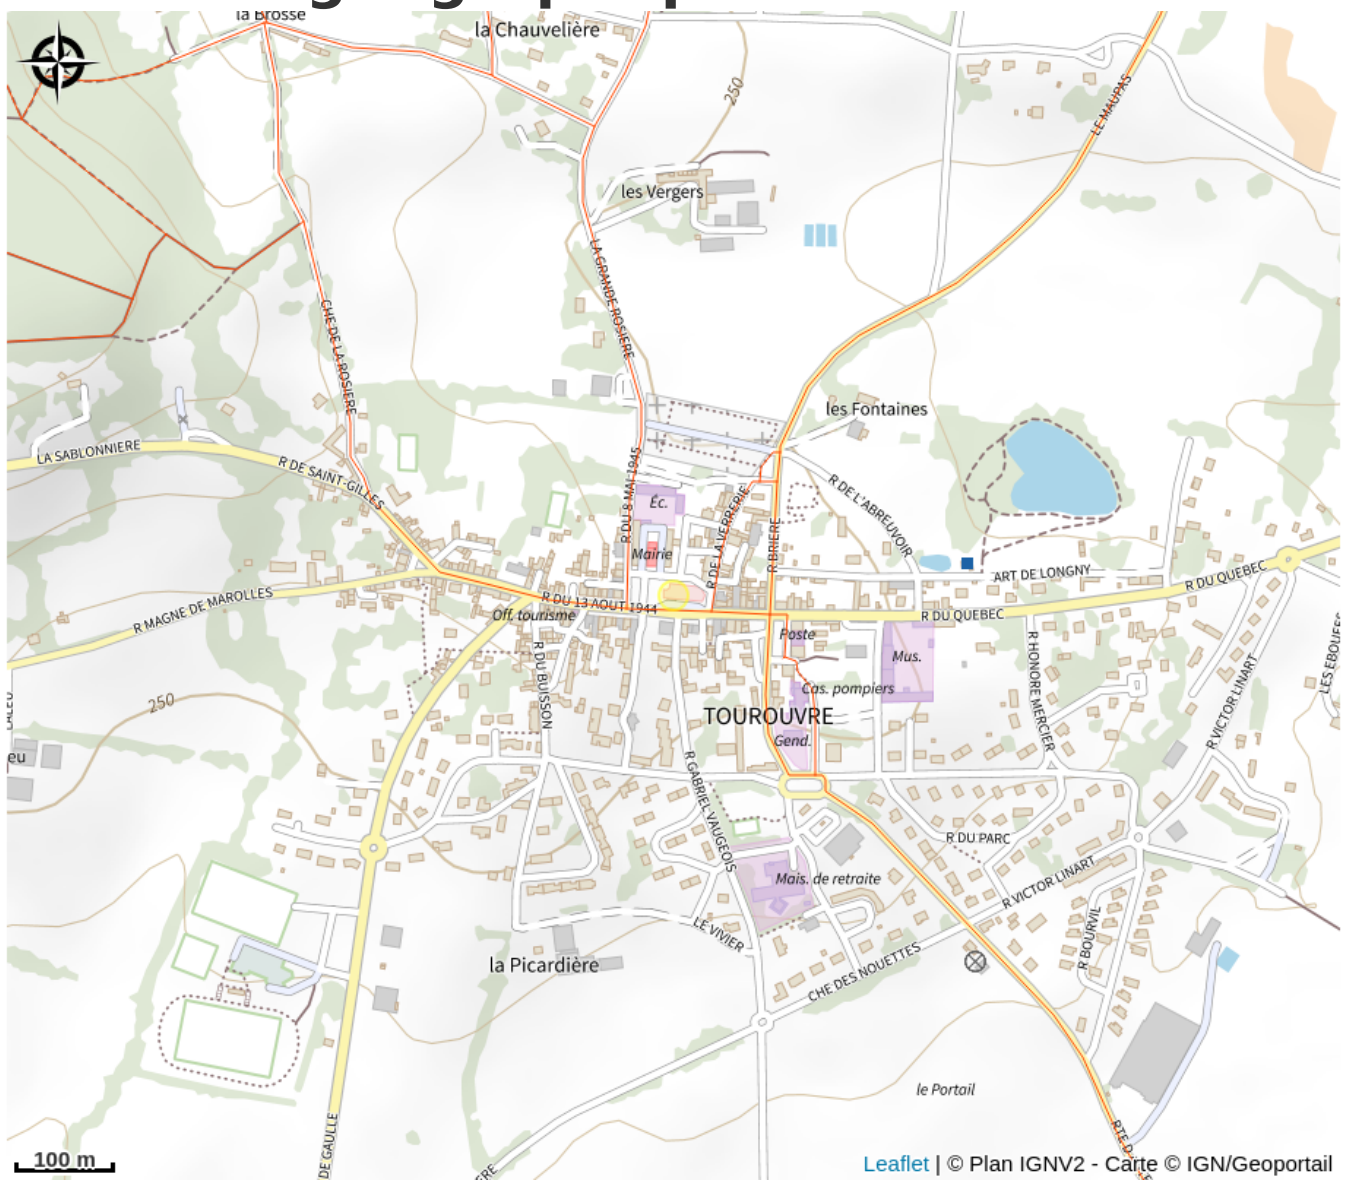 la Brosse
la Chauvelière
250
LE MAUPAS
les Vergers
LA GRANDE ROSIERE
CHE DE LA ROSIERE
les Fontaines
LA SABLONNIERE
R DE SAINT-GILLES
R DU 8 MAI 1945
Éc.
R DE LA VERRERIE
R DE L'ABREUVOIR
R BRIERE
Mairie
ART DE LONGNY
R DU QUEBEC
R MAGNE DE MAROLLES
R DU 13 AOUT 1944
Off. tourisme
R DU QUEBEC
Poste
Mus.
R DU BUISSON
R HONORE MERCIER
R VICTOR LINART
LES EBOUFES
Cas. pompiers
250
TOUROUVRE
Gend.
eu
R GABRIEL VAUGEOIS
R DU PARC
Mais. de retraite
R VICTOR LINART
LE VIVIER
R BOURVIL
la Picardière
CHE DES NOUETTES
le Portail
DE GAULLE
RTE D
ERE
100 m
Leaflet | © Plan IGNV2 - Carte © IGN/Geoportail